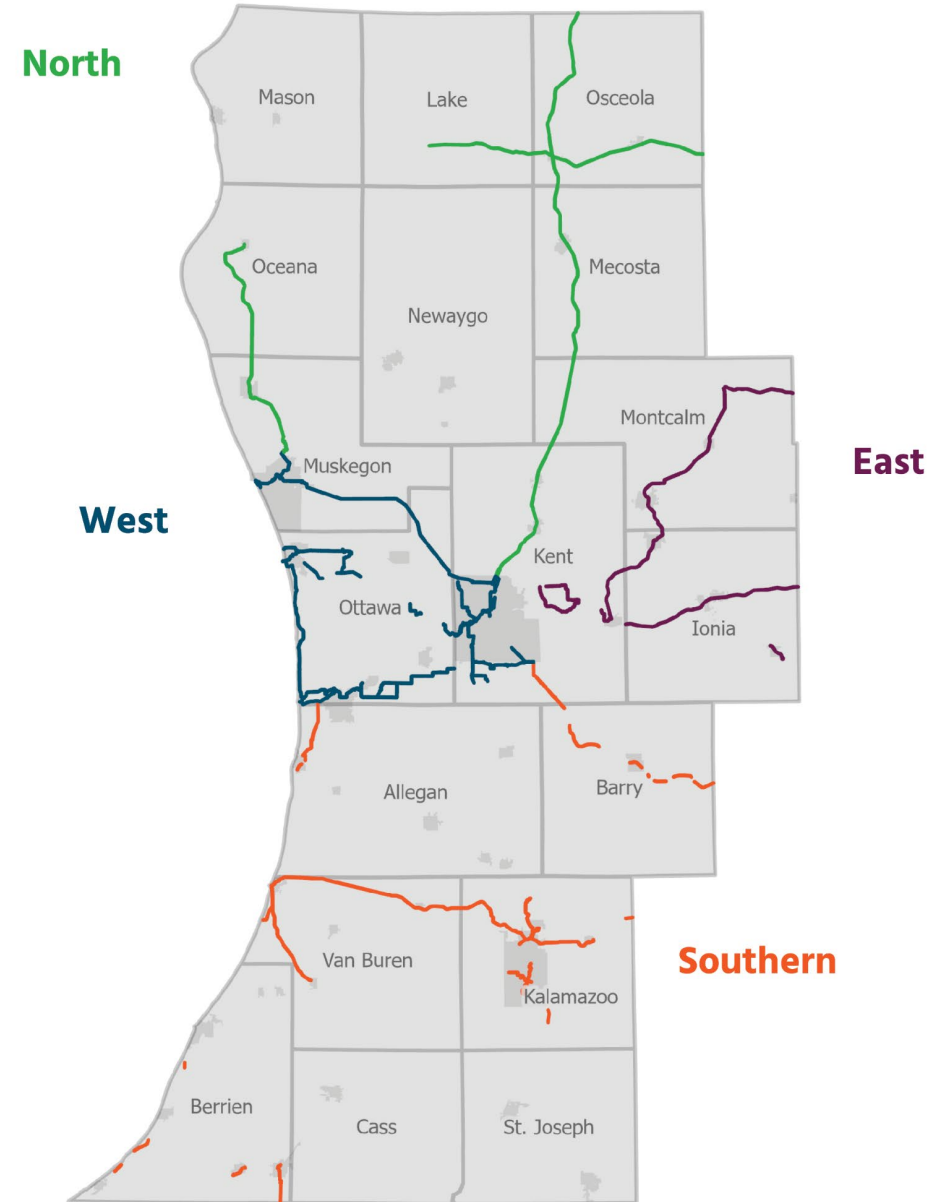 North
Mason
Lake
Osceola
Oceana
Mecosta
Newaygo
Montcalm
East
Muskegon
West
Kent
Ottawa
Ionia
Allegan
Barry
Van Buren
Southern
Kalamazoo
Berrien
Cass
St. Joseph